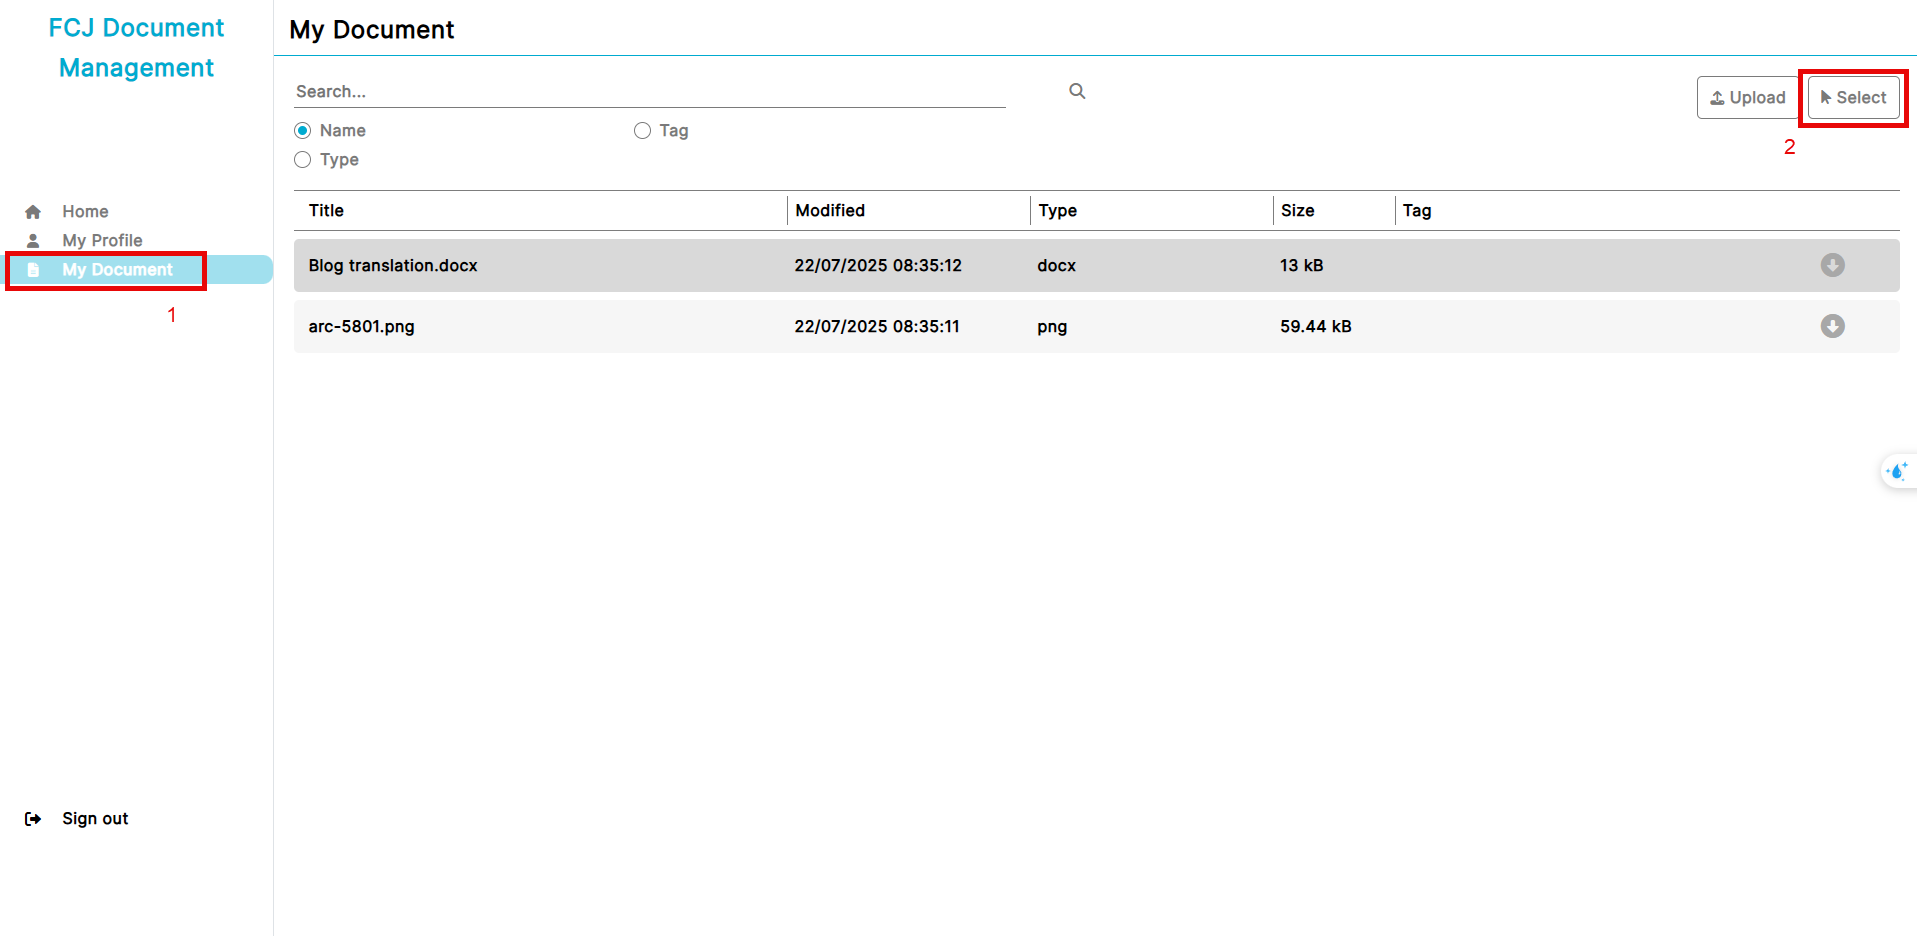 FCJ Document
Management
My Document
Search...
Upload
Select
Name
Tag
Type
2
Home
My Profile
My Document
1
Title
Modified
Type
Size
Tag
Blog translation.docx
22/07/2025 08:35:12
docx
13 kB
arc-5801.png
22/07/2025 08:35:11
png
59.44 kB
Sign out